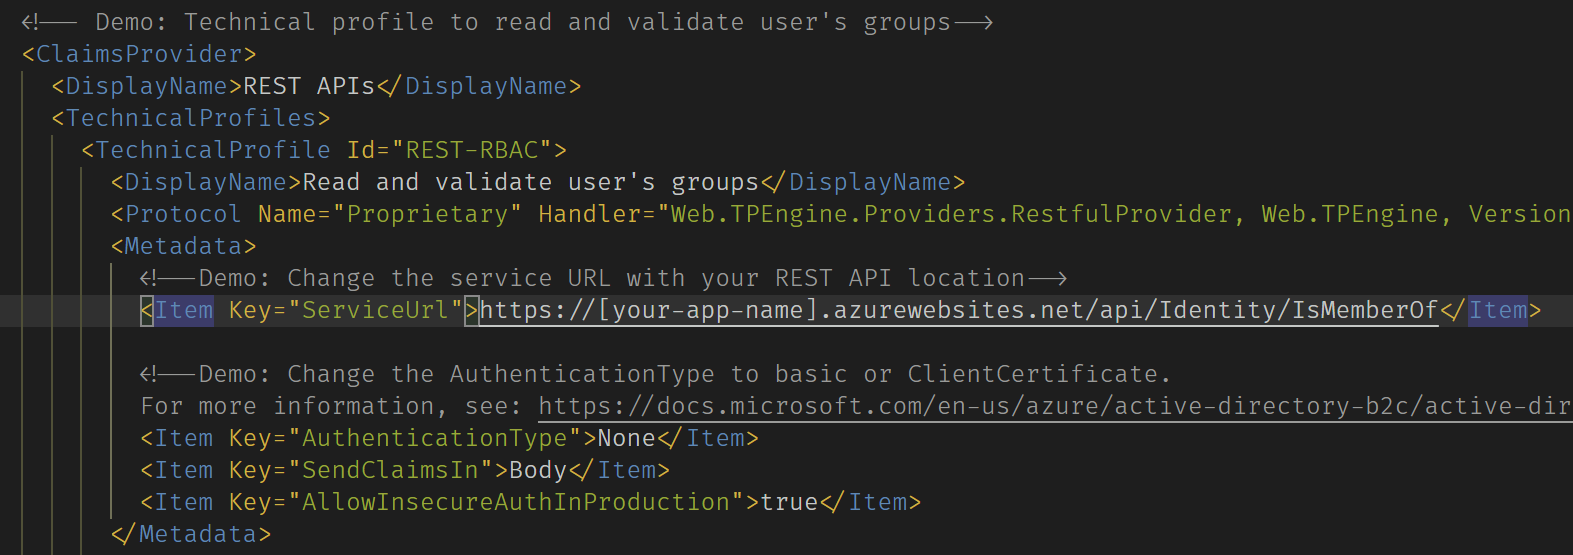 <!-- Demo: Technical profile to read and validate user's groups-->
<ClaimsProvider>
<DisplayName>REST APIs</DisplayName>
<TechnicalProfiles>
<TechnicalProfile Id="REST-RBAC">
<DisplayName>Read and validate user's groups</DisplayName>
<Protocol Name="Proprietary" Handler="Web.TPEngine.Providers.RestfulProvider, Web.TPEngine, Version
<Metadata>
<!--Demo: Change the service URL with your REST API location-->
<Item Key="ServiceUrl">https://[your-app-name].azurewebsites.net/api/Identity/IsMemberOf</Item>
<!--Demo: Change the AuthenticationType to basic or ClientCertificate.
For more information, see: https://docs.microsoft.com/en-us/azure/active-directory-b2c/active-dir
<Item Key="AuthenticationType">None</Item>
<Item Key="SendClaimsIn">Body</Item>
<Item Key="AllowInsecureAuthInProduction">true</Item>
</Metadata>